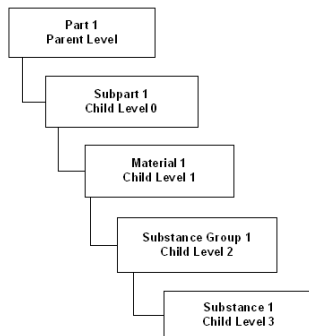 Part 1
Parent Level
Subpart 1
Child Level 0
Material 1
Child Level 1
Substance Group 1
Child Level 2
Substance 1
Child Level 3